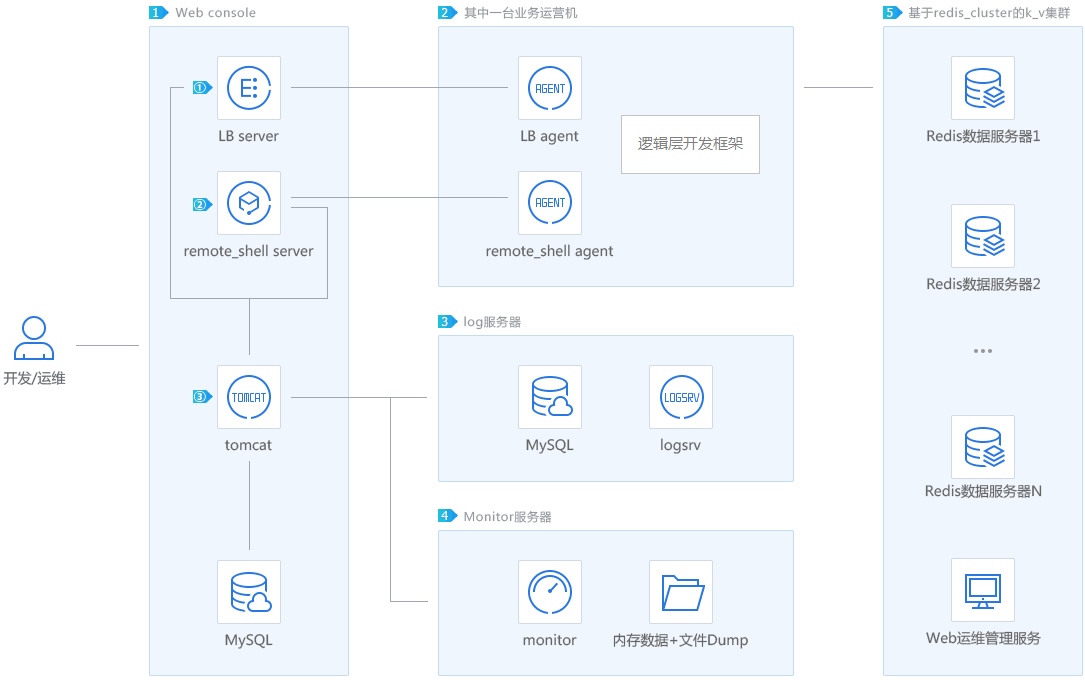 1 Web console
① LB server
② remote_shell server
开发/运维
③ TOMCAT
tomcat
MySQL
2 其中一台业务运营机
AGENT
LB agent
逻辑层开发框架
AGENT
remote_shell agent
3 log服务器
MySQL
LOGSRV
logsrv
4 Monitor服务器
monitor
内存数据+文件Dump
5 基于redis_cluster的k_v集群
Redis数据服务器1
Redis数据服务器2
...
Redis数据服务器N
Web运维管理服务